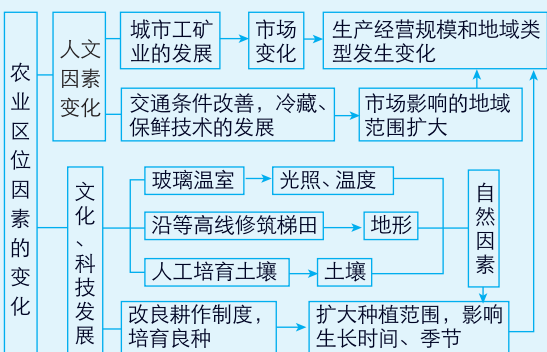 农业区位因素的变化
人文
因素
变化
城市工矿
业的发展
市场
变化
生产经营规模和地域类
型发生变化
交通条件改善，冷藏、
保鲜技术的发展
市场影响的地域
范围扩大
文化、科技发展
玻璃温室
光照、温度
沿等高线修筑梯田
地形
人工培育土壤
土壤
自然因素
改良耕作制度，
培育良种
扩大种植范围，影响
生长时间、季节